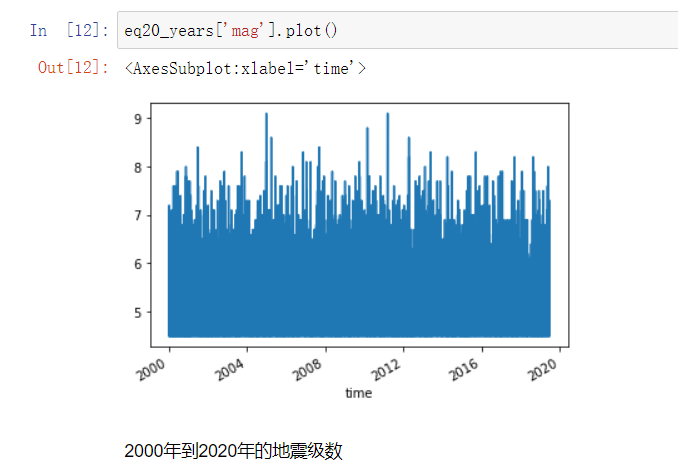 In [12]: eq20_years['mag'].plot()
Out[12]: <AxesSubplot:xlabel='time'>
9
8
7
6
5
2000 2004 2008 2012 2016 2020
time
2000年到2020年的地震级数